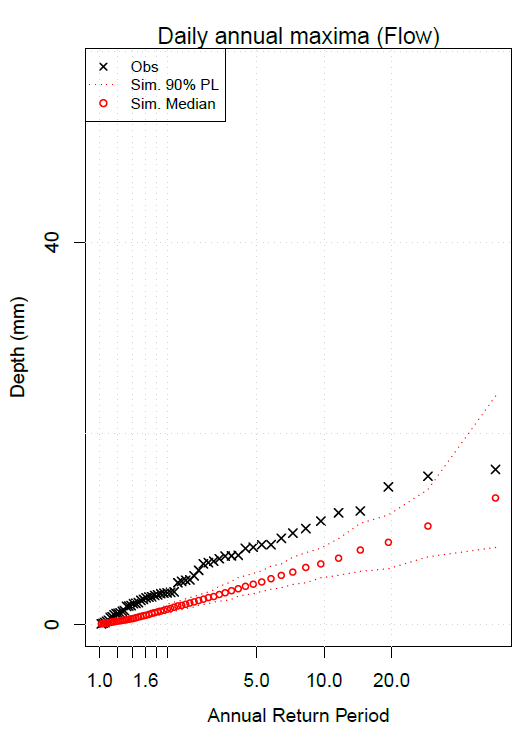 Daily annual maxima (Flow)
Obs
Sim. 90% PL
Sim. Median
40
0
Depth (mm)
1.0 1.6 5.0 10.0 20.0
Annual Return Period